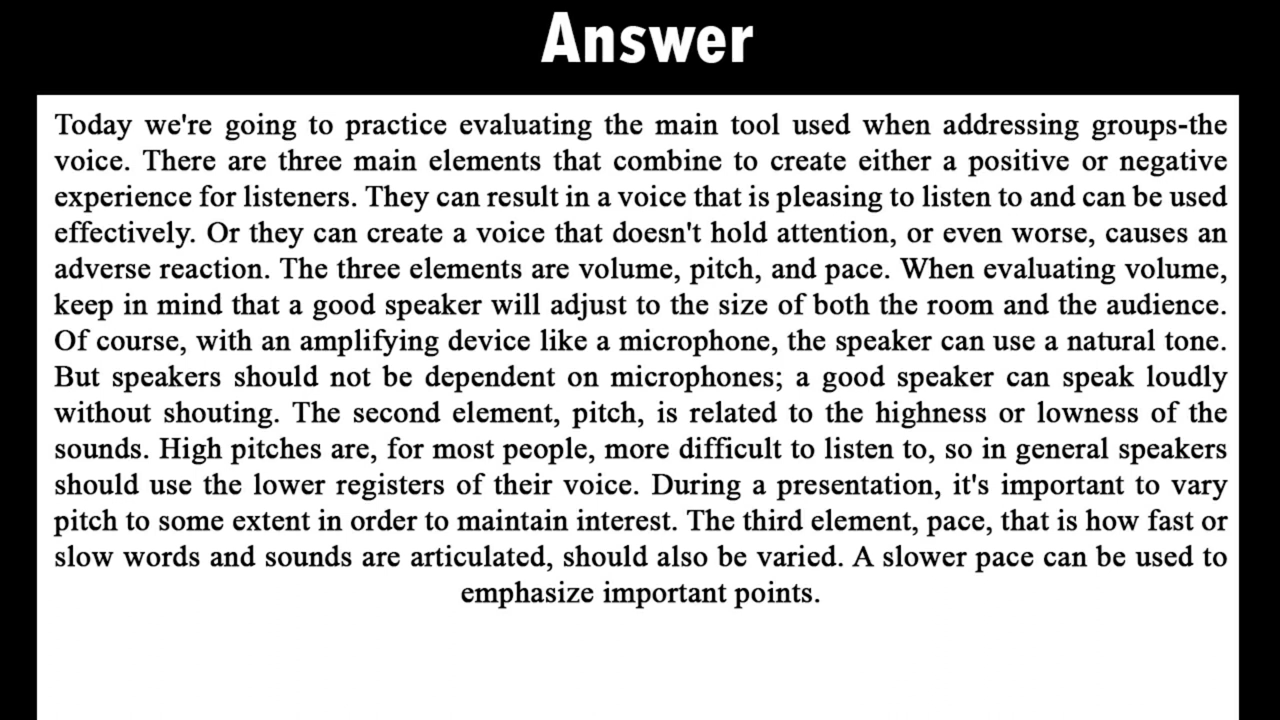 Answer
Today we're going to practice evaluating the main tool used when addressing groups-the
voice. There are three main elements that combine to create either a positive or negative
experience for listeners. They can result in a voice that is pleasing to listen to and can be used
effectively. Or they can create a voice that doesn't hold attention, or even worse, causes an
adverse reaction. The three elements are volume, pitch, and pace. When evaluating volume,
keep in mind that a good speaker will adjust to the size of both the room and the audience.
Of course, with an amplifying device like a microphone, the speaker can use a natural tone.
But speakers should not be dependent on microphones; a good speaker can speak loudly
without shouting. The second element, pitch, is related to the highness or lowness of the
sounds. High pitches are, for most people, more difficult to listen to, so in general speakers
should use the lower registers of their voice. During a presentation, it's important to vary
pitch to some extent in order to maintain interest. The third element, pace, that is how fast or
slow words and sounds are articulated, should also be varied. A slower pace can be used to
emphasize important points.